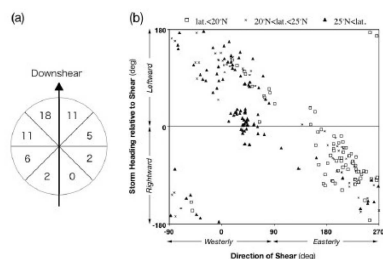 (a)
Downshear
18 11
11 5
6 2
2 0
(b)
□ lat.<20°N × 20°N<lat.<25°N ▲ 25°N<lat.
Storm Heading relative to Shear (deg)
Leftward
Rightward
180
0
-180
-90 0 90 180 270
Westerly Easterly
Direction of Shear (deg)